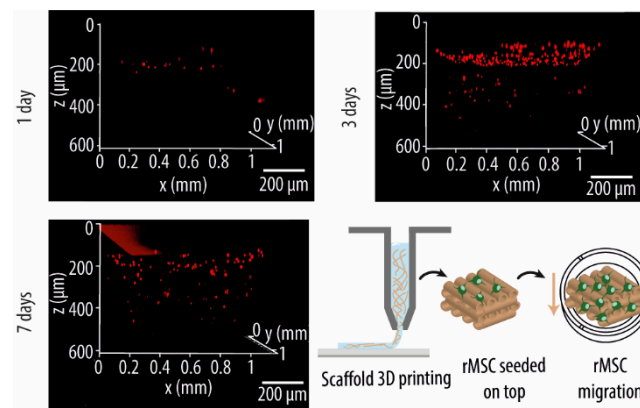 1 day
z (µm)
0
200
400
600
0 0.2 0.4 0.6 0.8 1
x (mm)
0 y (mm)
1
200 µm
3 days
z (µm)
0
200
400
600
0 0.2 0.4 0.6 0.8 1
x (mm)
0 y (mm)
1
200 µm
7 days
z (µm)
0
200
400
600
0 0.2 0.4 0.6 0.8 1
x (mm)
0 y (mm)
1
200 µm
Scaffold 3D printing
rMSC seeded
on top
rMSC
migration